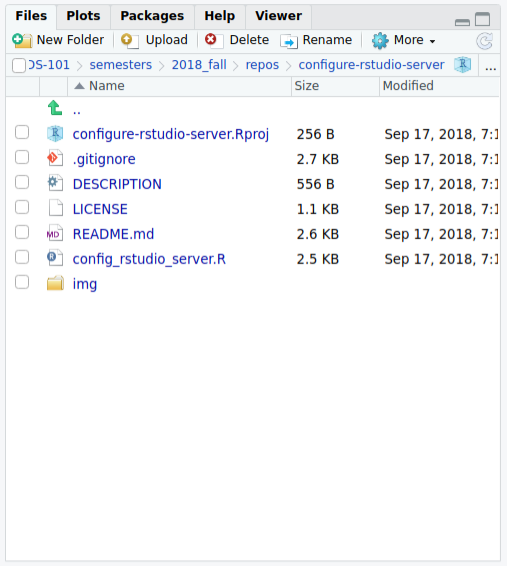 Files Plots Packages Help Viewer
New Folder Upload Delete Rename More
DS-101 semesters 2018_fall repos configure-rstudio-server R ...
Name Size Modified
..
configure-rstudio-server.Rproj 256 B Sep 17, 2018, 7:1
.gitignore 2.7 KB Sep 17, 2018, 7:1
DESCRIPTION 556 B Sep 17, 2018, 7:1
LICENSE 1.1 KB Sep 17, 2018, 7:1
MD README.md 2.6 KB Sep 17, 2018, 7:1
R config_rstudio_server.R 2.5 KB Sep 17, 2018, 7:1
img